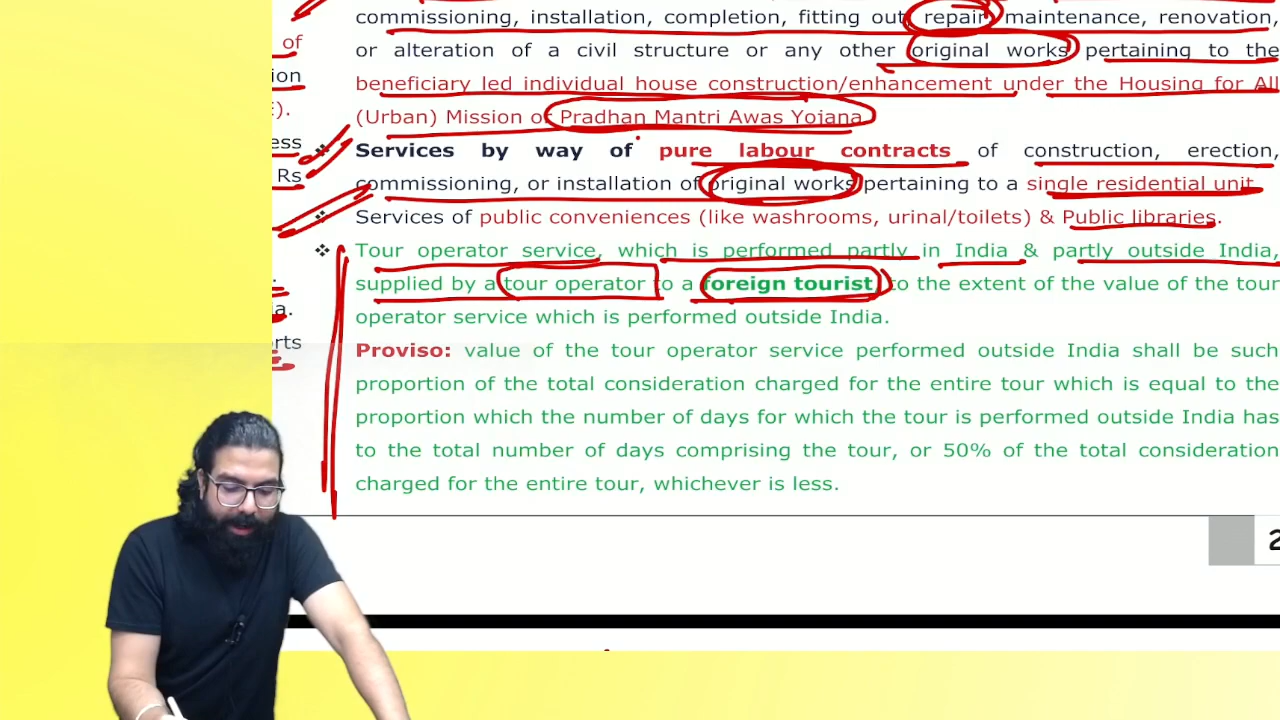 commissioning, installation, completion, fitting out, repair, maintenance, renovation,
of
or alteration of a civil structure or any other original works pertaining to the
ion
beneficiary led individual house construction/enhancement under the Housing for All
E).
(Urban) Mission or Pradhan Mantri Awas Yojana
ess
❖ Services by way of pure labour contracts of construction, erection,
Rs
commissioning, or installation of original works pertaining to a single residential unit
❖ Services of public conveniences (like washrooms, urinal/toilets) & Public libraries.
❖ Tour operator service, which is performed partly in India & partly outside India,
supplied by a tour operator to a foreign tourist, to the extent of the value of the tour
a.
operator service which is performed outside India.
rts
Proviso: value of the tour operator service performed outside India shall be such
proportion of the total consideration charged for the entire tour which is equal to the
proportion which the number of days for which the tour is performed outside India has
to the total number of days comprising the tour, or 50% of the total consideration
charged for the entire tour, whichever is less.
2